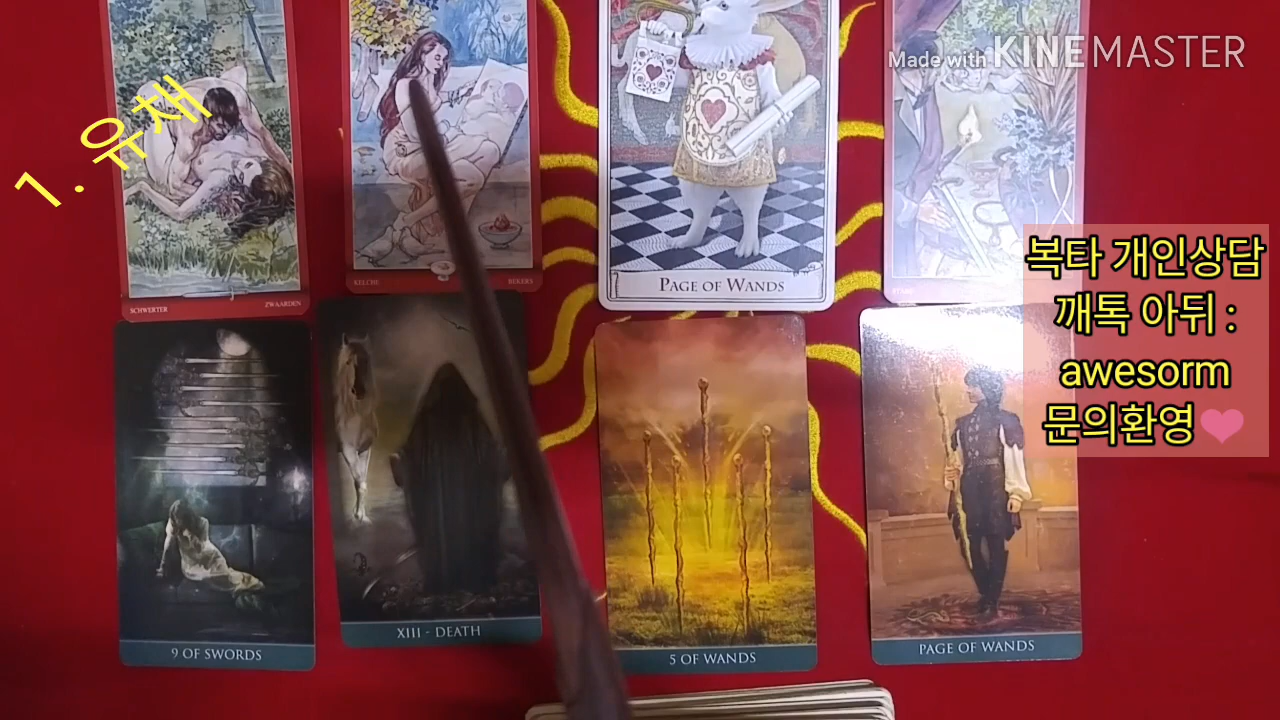 Made with KINEMASTER
1. 유채
SCHWERTER ZWAARDEN
KELCHE BEKERS
PAGE OF WANDS
복타 개인상담
깨톡 아뒤 :
awesorm
문의환영
9 OF SWORDS
XIII - DEATH
5 OF WANDS
PAGE OF WANDS